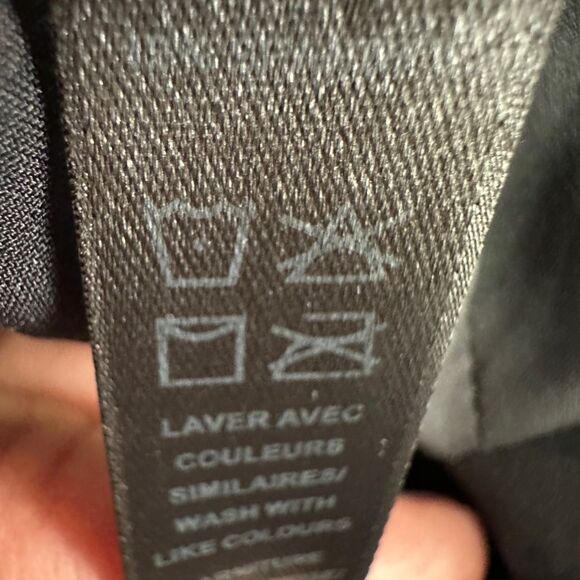 LAVER AVEC
COULEURS
SIMILAIRES/
WASH WITH
LIKE COLOURS